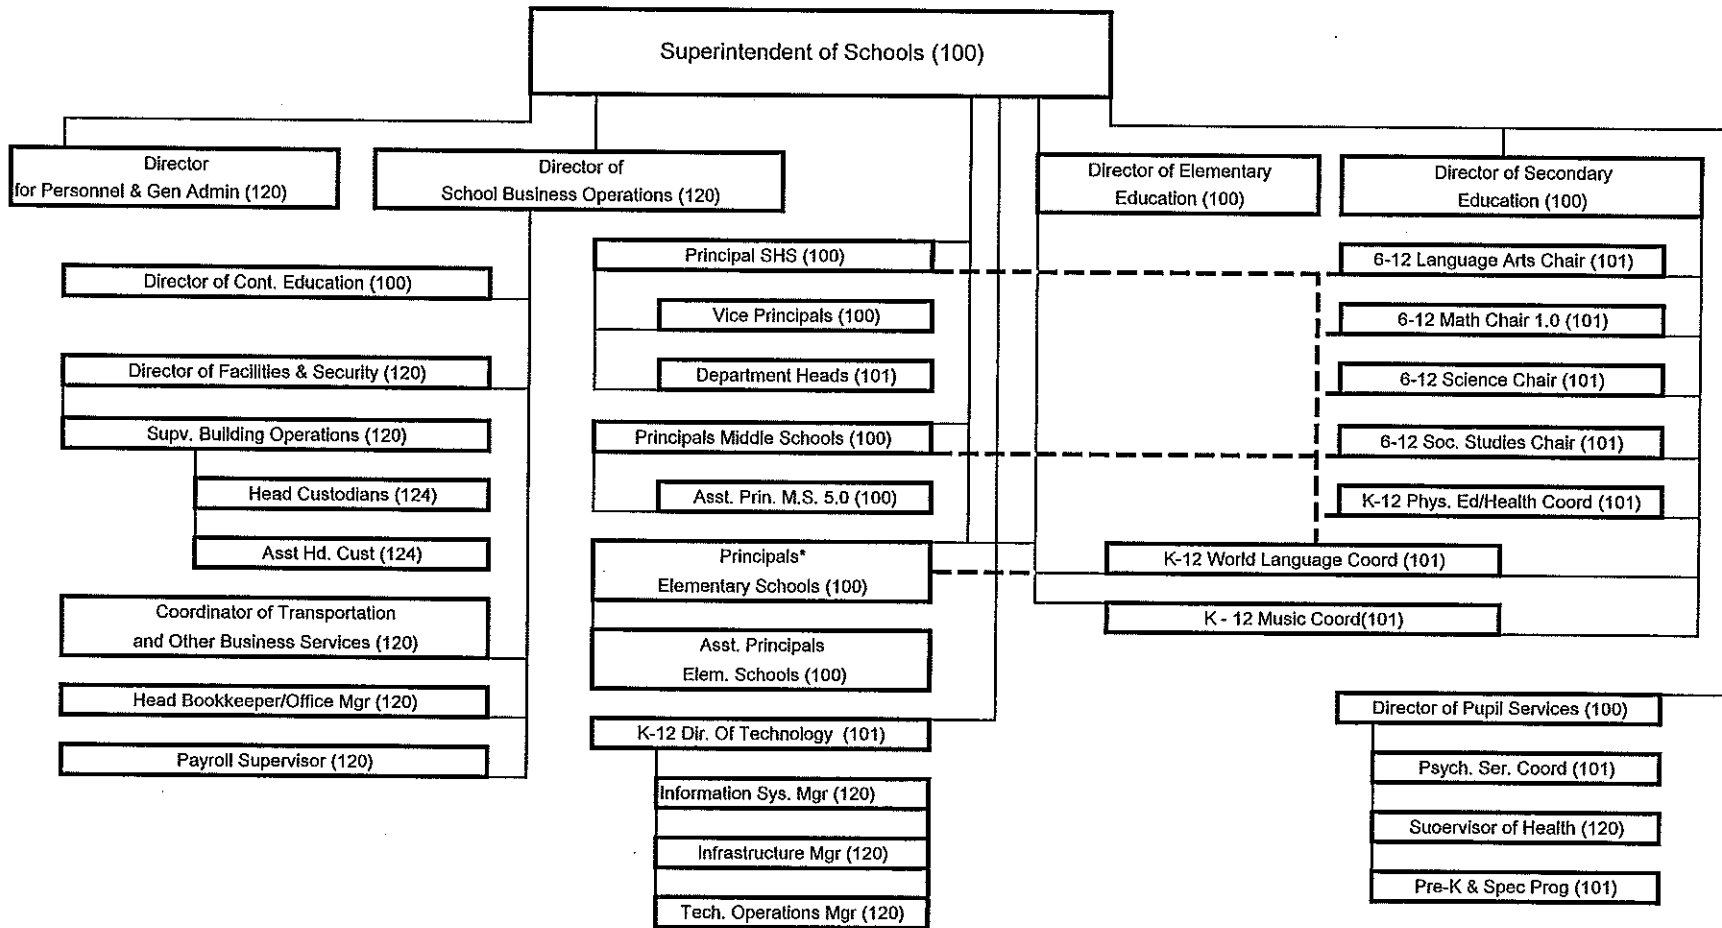 Superintendent of Schools (100)
Director
for Personnel & Gen Admin (120)
Director of
School Business Operations (120)
Director of Elementary
Education (100)
Director of Secondary
Education (100)
Director of Cont. Education (100)
Director of Facilities & Security (120)
Supv. Building Operations (120)
Head Custodians (124)
Asst Hd. Cust (124)
Coordinator of Transportation
and Other Business Services (120)
Head Bookkeeper/Office Mgr (120)
Payroll Supervisor (120)
Principal SHS (100)
Vice Principals (100)
Department Heads (101)
Principals Middle Schools (100)
Asst. Prin. M.S. 5.0 (100)
Principals*
Elementary Schools (100)
Asst. Principals
Elem. Schools (100)
K-12 Dir. Of Technology (101)
Information Sys. Mgr (120)
Infrastructure Mgr (120)
Tech. Operations Mgr (120)
6-12 Language Arts Chair (101)
6-12 Math Chair 1.0 (101)
6-12 Science Chair (101)
6-12 Soc. Studies Chair (101)
K-12 Phys. Ed/Health Coord (101)
K-12 World Language Coord (101)
K - 12 Music Coord(101)
Director of Pupil Services (100)
Psych. Ser. Coord (101)
Suoervisor of Health (120)
Pre-K & Spec Prog (101)